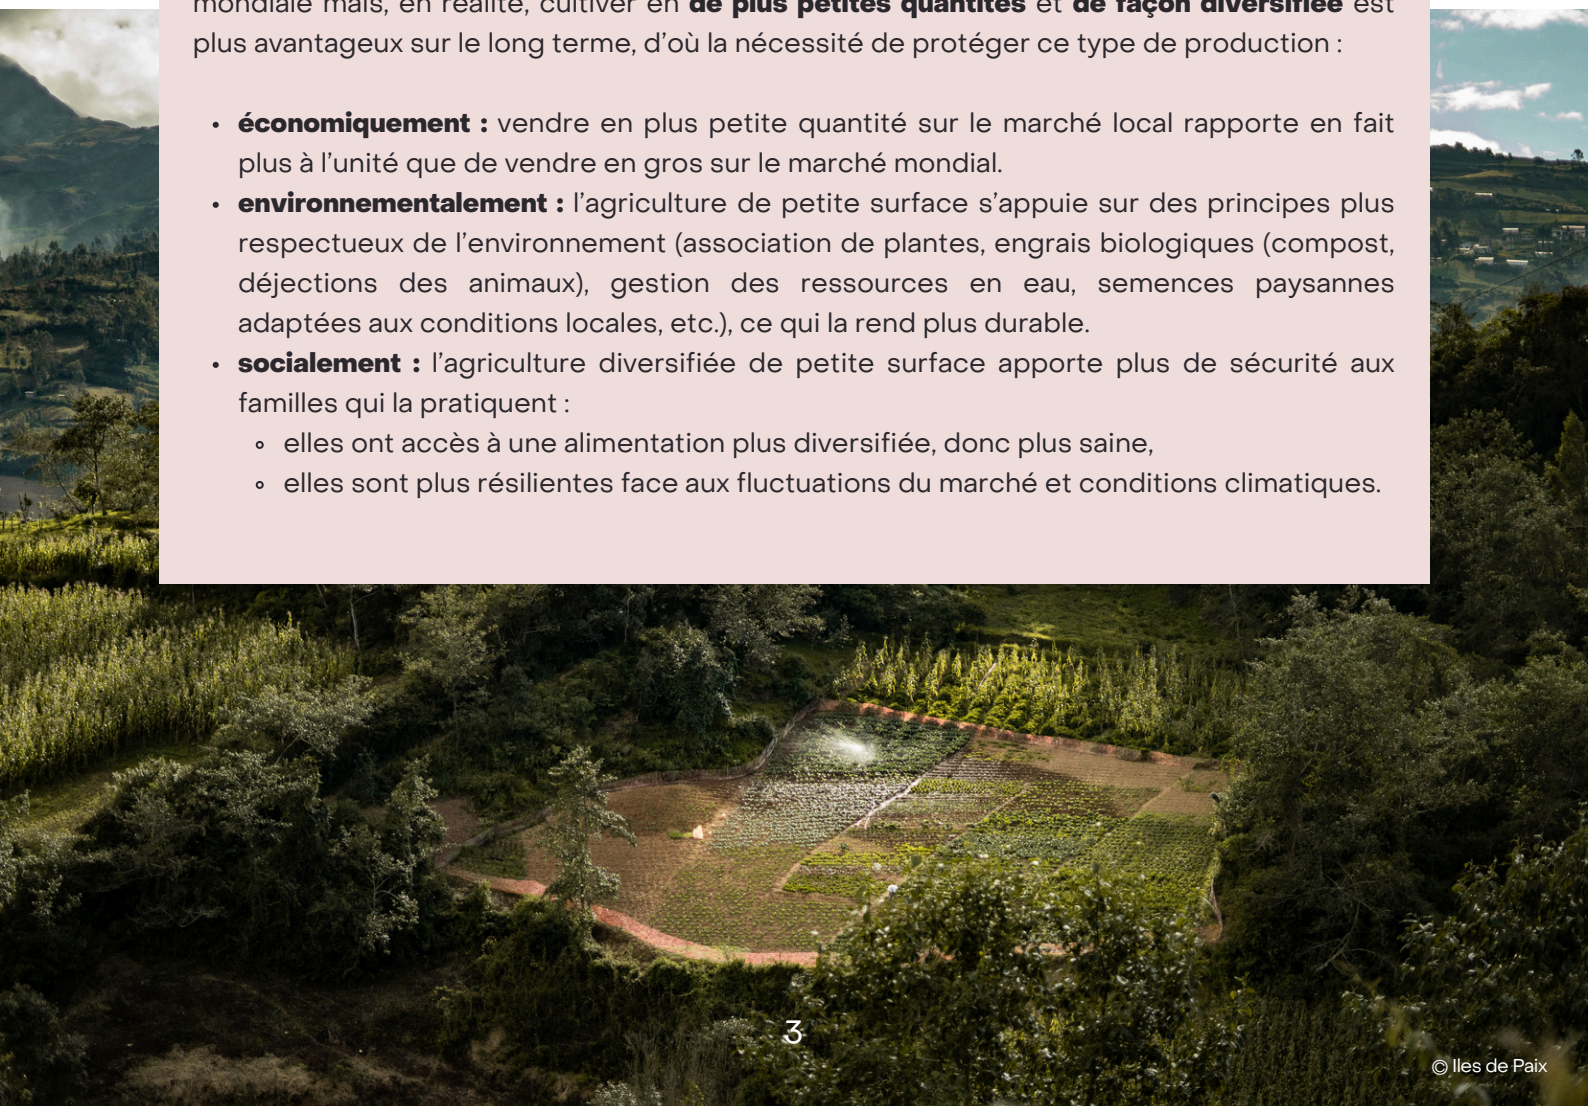 mondiale mais, en réalité, cultiver en de plus petites quantités et de façon diversifiée est
plus avantageux sur le long terme, d’où la nécessité de protéger ce type de production :
• économiquement : vendre en plus petite quantité sur le marché local rapporte en fait
plus à l’unité que de vendre en gros sur le marché mondial.
• environnementalement : l’agriculture de petite surface s’appuie sur des principes plus
respectueux de l’environnement (association de plantes, engrais biologiques (compost,
déjections des animaux), gestion des ressources en eau, semences paysannes
adaptées aux conditions locales, etc.), ce qui la rend plus durable.
• socialement : l’agriculture diversifiée de petite surface apporte plus de sécurité aux
familles qui la pratiquent :
◦ elles ont accès à une alimentation plus diversifiée, donc plus saine,
◦ elles sont plus résilientes face aux fluctuations du marché et conditions climatiques.
3
© Iles de Paix